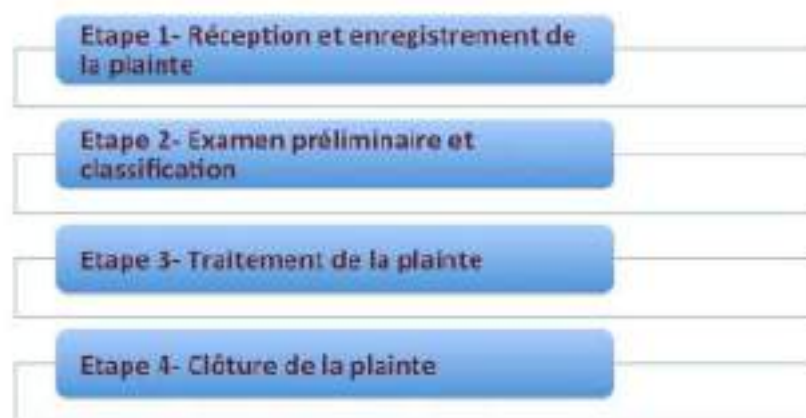 Etape 1- Réception et enregistrement de
la plainte
Etape 2- Examen préliminaire et
classification
Etape 3- Traitement de la plainte
Etape 4- Clôture de la plainte